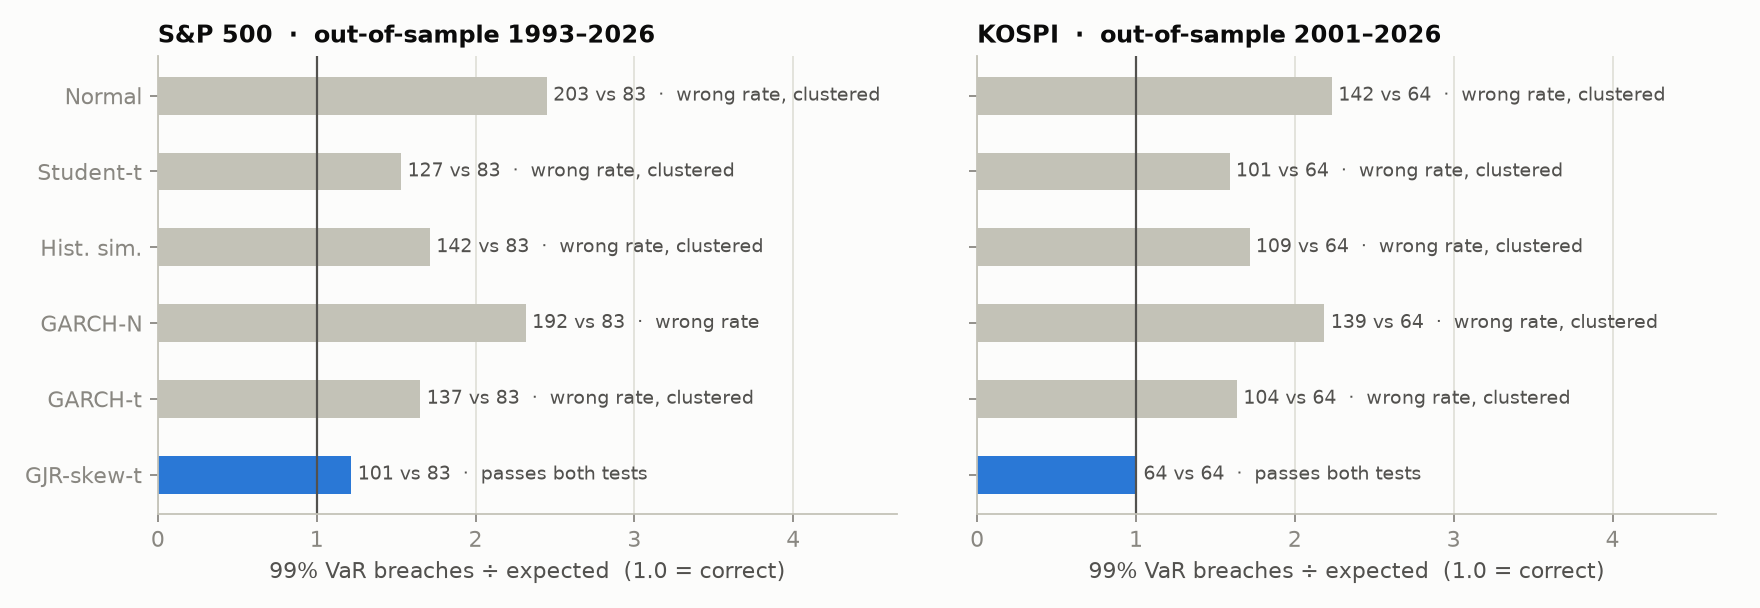 S&P 500 · out-of-sample 1993–2026
Normal
203 vs 83 · wrong rate, clustered
Student-t
127 vs 83 · wrong rate, clustered
Hist. sim.
142 vs 83 · wrong rate, clustered
GARCH-N
192 vs 83 · wrong rate
GARCH-t
137 vs 83 · wrong rate, clustered
GJR-skew-t
101 vs 83 · passes both tests
0 1 2 3 4
99% VaR breaches ÷ expected (1.0 = correct)
KOSPI · out-of-sample 2001–2026
142 vs 64 · wrong rate, clustered
101 vs 64 · wrong rate, clustered
109 vs 64 · wrong rate, clustered
139 vs 64 · wrong rate, clustered
104 vs 64 · wrong rate, clustered
64 vs 64 · passes both tests
0 1 2 3 4
99% VaR breaches ÷ expected (1.0 = correct)